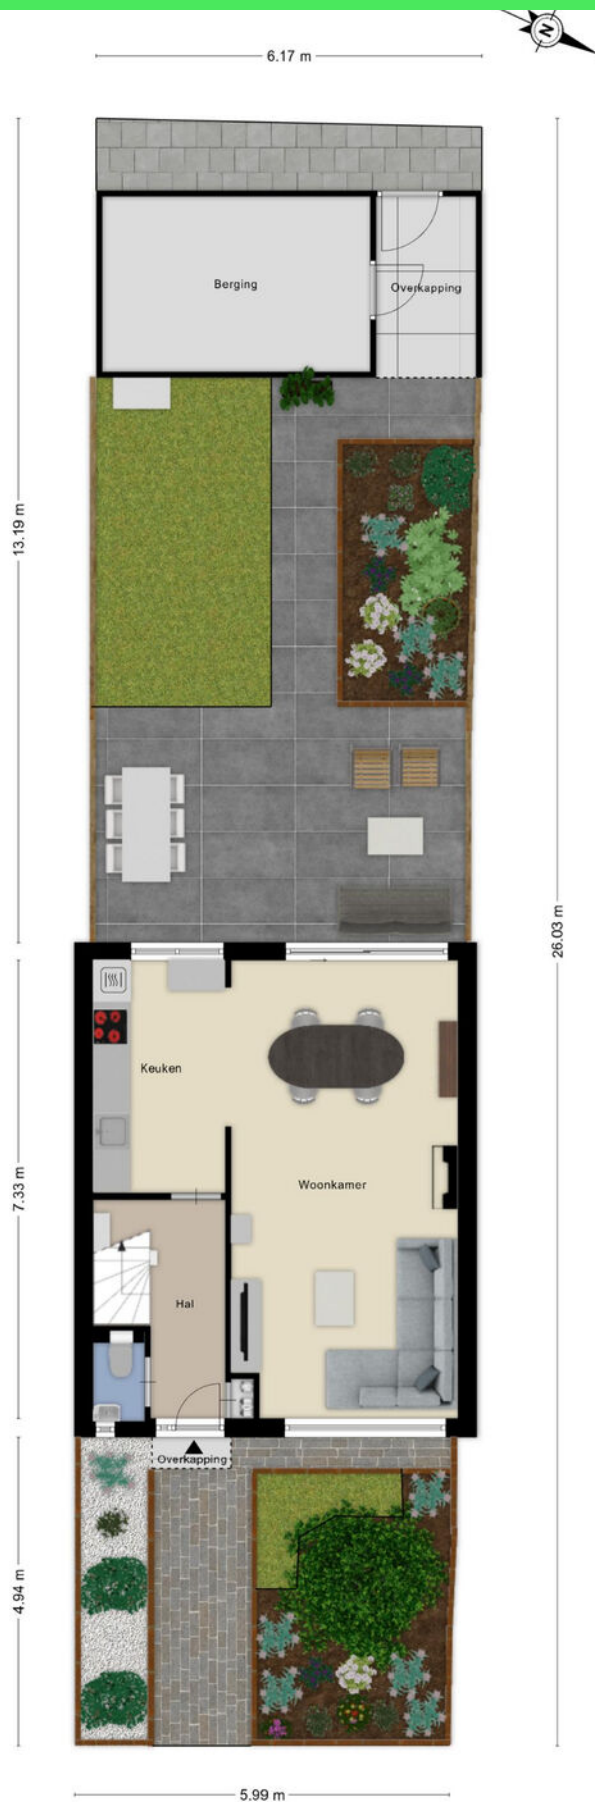 N
6.17 m
Berging
Overkapping
13.19 m
26.03 m
Keuken
Woonkamer
7.33 m
Hal
Overkapping
4.94 m
5.99 m